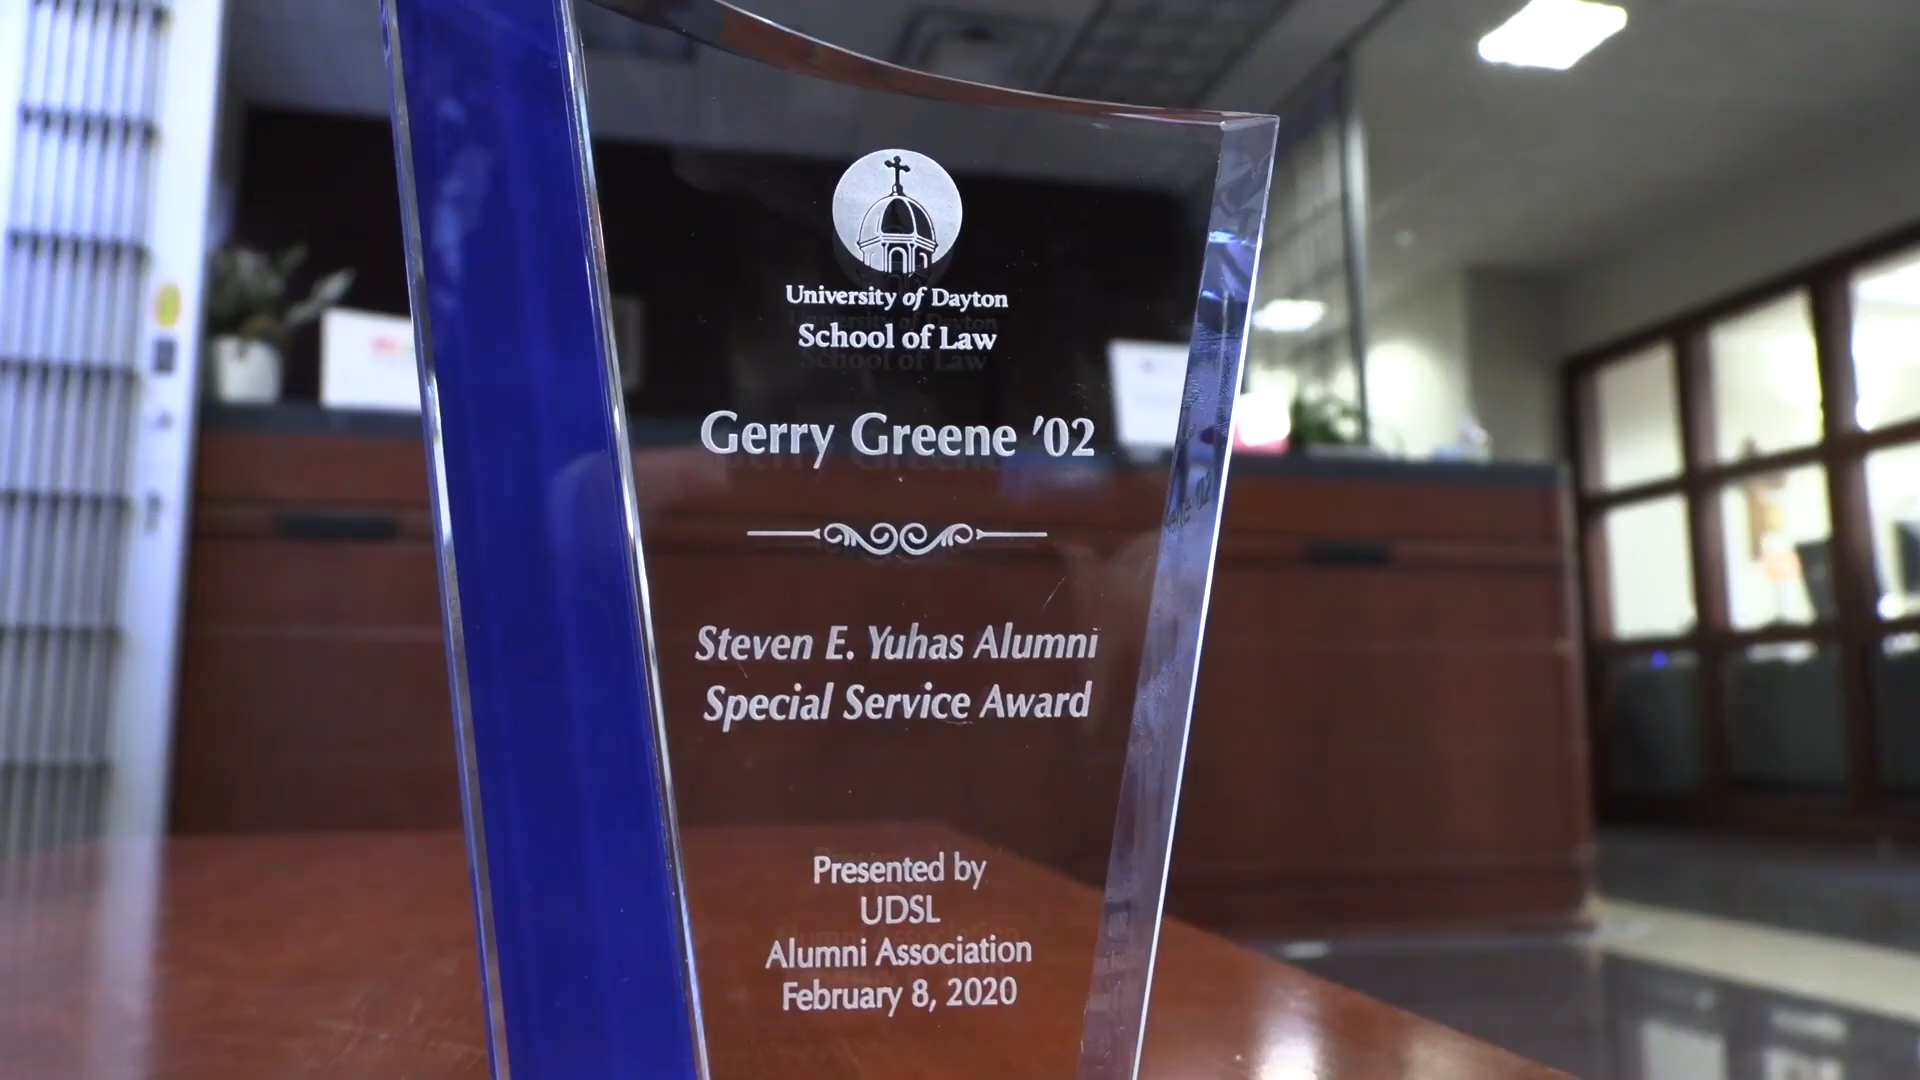 University of Dayton
School of Law
Gerry Greene '02
Steven E. Yuhas Alumni
Special Service Award
Presented by
UDSL
Alumni Association
February 8, 2020